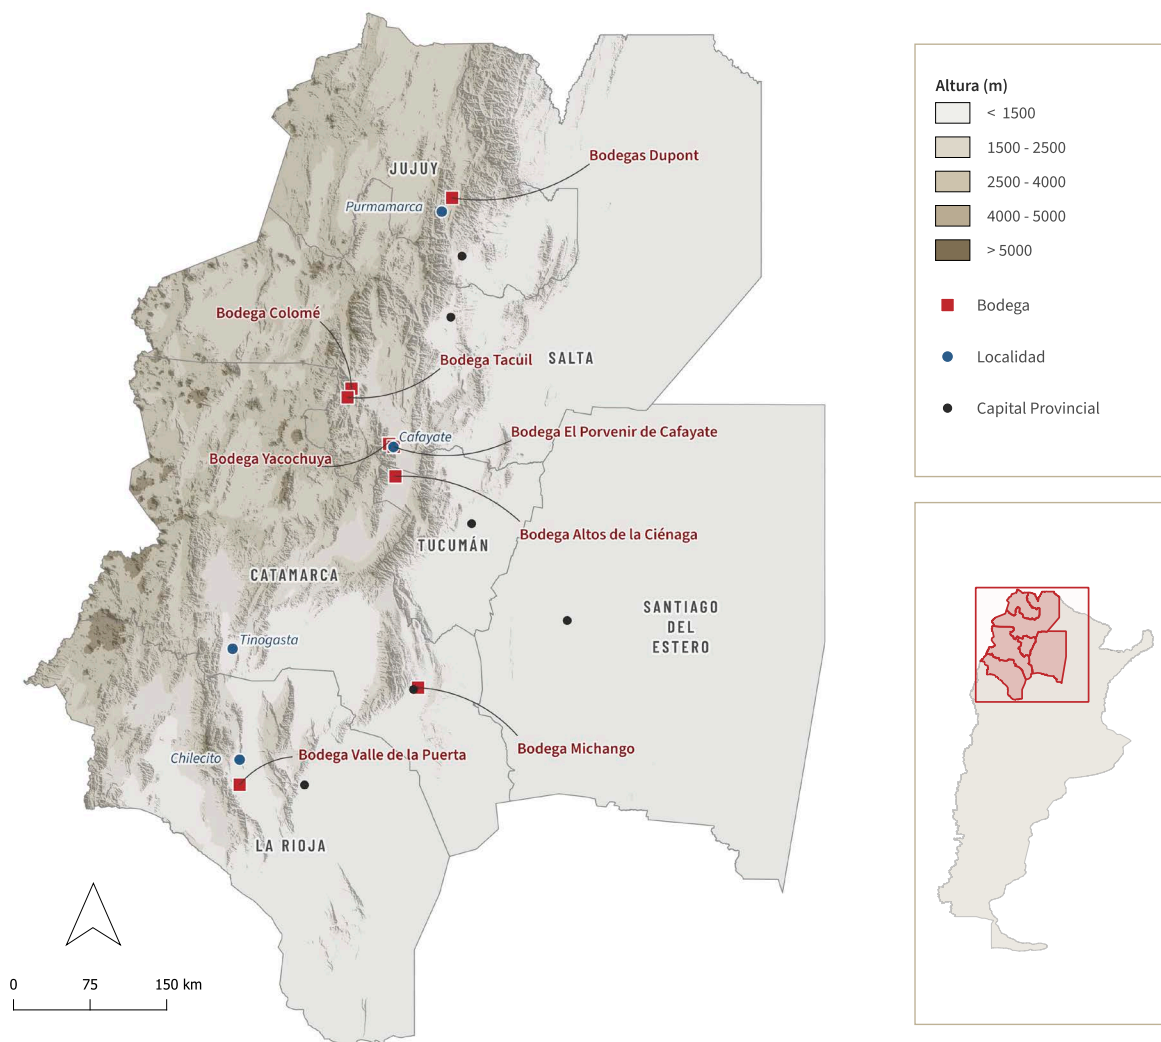 Bodegas Dupont
JUJUY
Purmamarca
Bodega Colomé
Bodega Tacuil
SALTA
Bodega El Porvenir de Cafayate
Cafayate
Bodega Yacochuya
Bodega Altos de la Ciénaga
TUCUMÁN
CATAMARCA
SANTIAGO
DEL
ESTERO
Tinogasta
Bodega Michango
Chilecito
Bodega Valle de la Puerta
LA RIOJA
0 75 150 km
Altura (m)
< 1500
1500 - 2500
2500 - 4000
4000 - 5000
> 5000
Bodega
Localidad
Capital Provincial